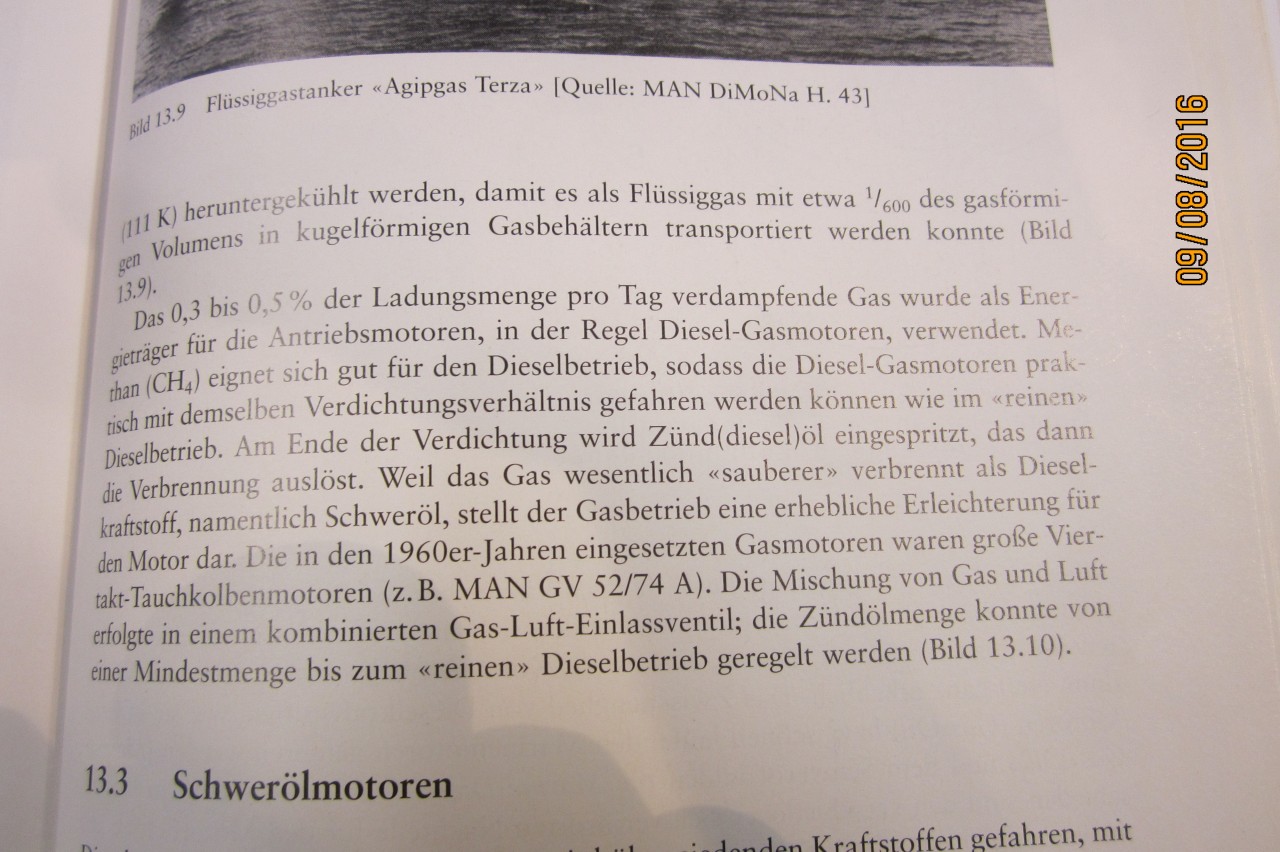 Bild 13.9 Flüssiggastanker «Agipgas Terza» [Quelle: MAN DiMoNa H. 43]
(111 K) heruntergekühlt werden, damit es als Flüssiggas mit etwa 1/600 des gasförmi-
gen Volumens in kugelförmigen Gasbehältern transportiert werden konnte (Bild
13.9).
Das 0,3 bis 0,5 % der Ladungsmenge pro Tag verdampfende Gas wurde als Ener-
gieträger für die Antriebsmotoren, in der Regel Diesel-Gasmotoren, verwendet. Me-
than (CH4) eignet sich gut für den Dieselbetrieb, sodass die Diesel-Gasmotoren prak-
tisch mit demselben Verdichtungsverhältnis gefahren werden können wie im «reinen»
Dieselbetrieb. Am Ende der Verdichtung wird Zünd(diesel)öl eingespritzt, das dann
die Verbrennung auslöst. Weil das Gas wesentlich «sauberer» verbrennt als Diesel-
kraftstoff, namentlich Schweröl, stellt der Gasbetrieb eine erhebliche Erleichterung für
den Motor dar. Die in den 1960er-Jahren eingesetzten Gasmotoren waren große Vier-
takt-Tauchkolbenmotoren (z. B. MAN GV 52/74 A). Die Mischung von Gas und Luft
erfolgte in einem kombinierten Gas-Luft-Einlassventil; die Zündölmenge konnte von
einer Mindestmenge bis zum «reinen» Dieselbetrieb geregelt werden (Bild 13.10).
13.3 Schwerölmotoren
Kraftstoffen gefahren, mit
09/08/2016